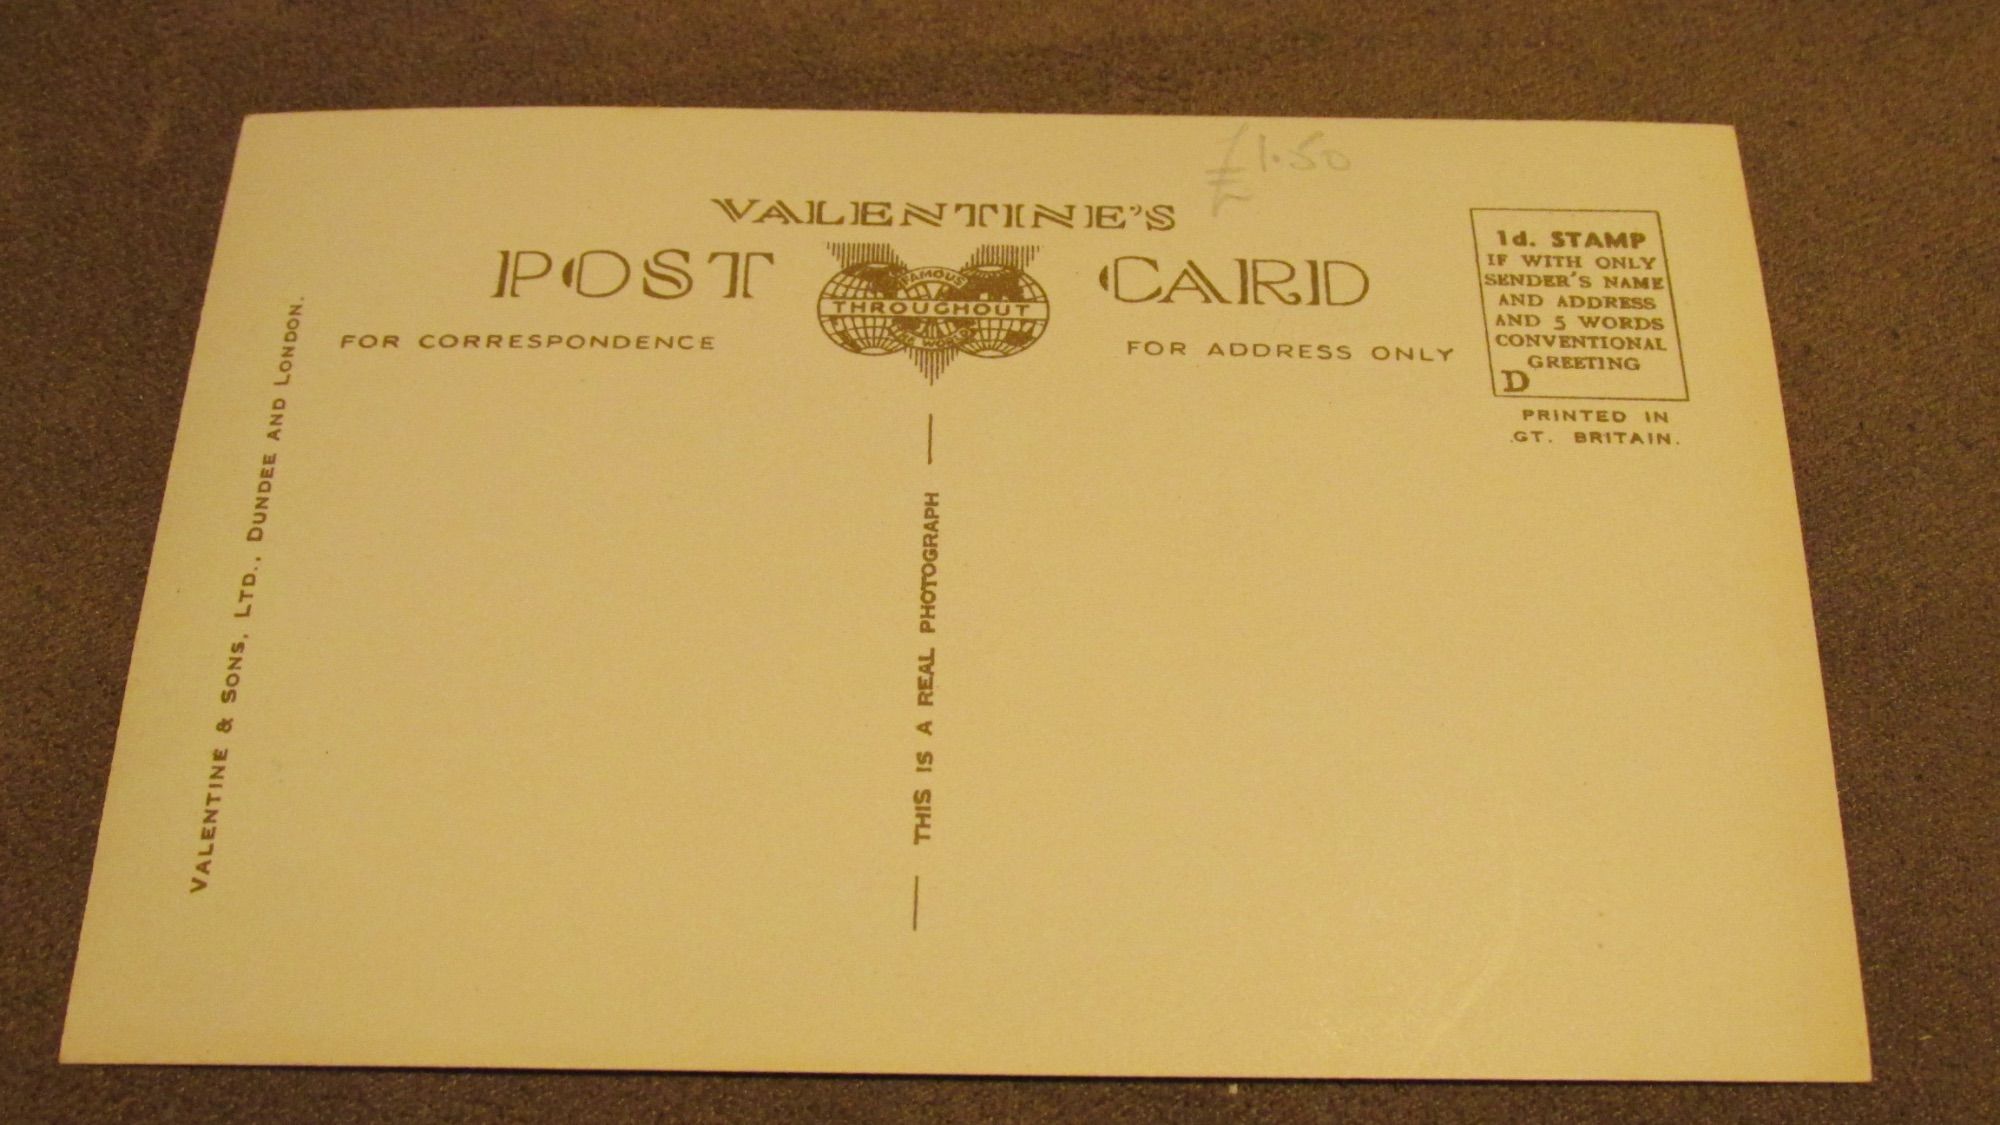 £1.50
VALENTINE'S
POST CARD
FAMOUS
THROUGHOUT
THE WORLD
FOR CORRESPONDENCE
FOR ADDRESS ONLY
1d. STAMP
IF WITH ONLY
SENDER'S NAME
AND ADDRESS
AND 5 WORDS
CONVENTIONAL
GREETING
D
PRINTED IN
GT. BRITAIN.
VALENTINE & SONS, LTD., DUNDEE AND LONDON.
THIS IS A REAL PHOTOGRAPH